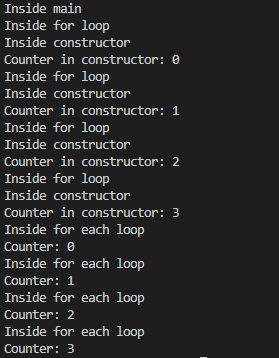 Inside main
Inside for loop
Inside constructor
Counter in constructor: 0
Inside for loop
Inside constructor
Counter in constructor: 1
Inside for loop
Inside constructor
Counter in constructor: 2
Inside for loop
Inside constructor
Counter in constructor: 3
Inside for each loop
Counter: 0
Inside for each loop
Counter: 1
Inside for each loop
Counter: 2
Inside for each loop
Counter: 3